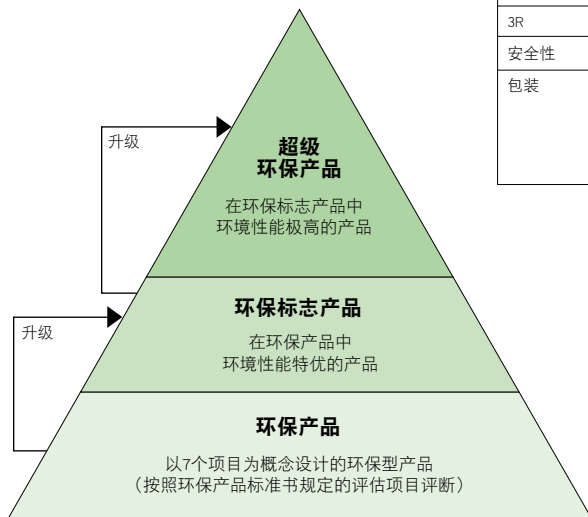 3R
安全性
包装
升级
超级
环保产品
在环保标志产品中
环境性能极高的产品
升级
环保标志产品
在环保产品中
环境性能特优的产品
环保产品
以7个项目为概念设计的环保型产品
（按照环保产品标准书规定的评估项目评断）